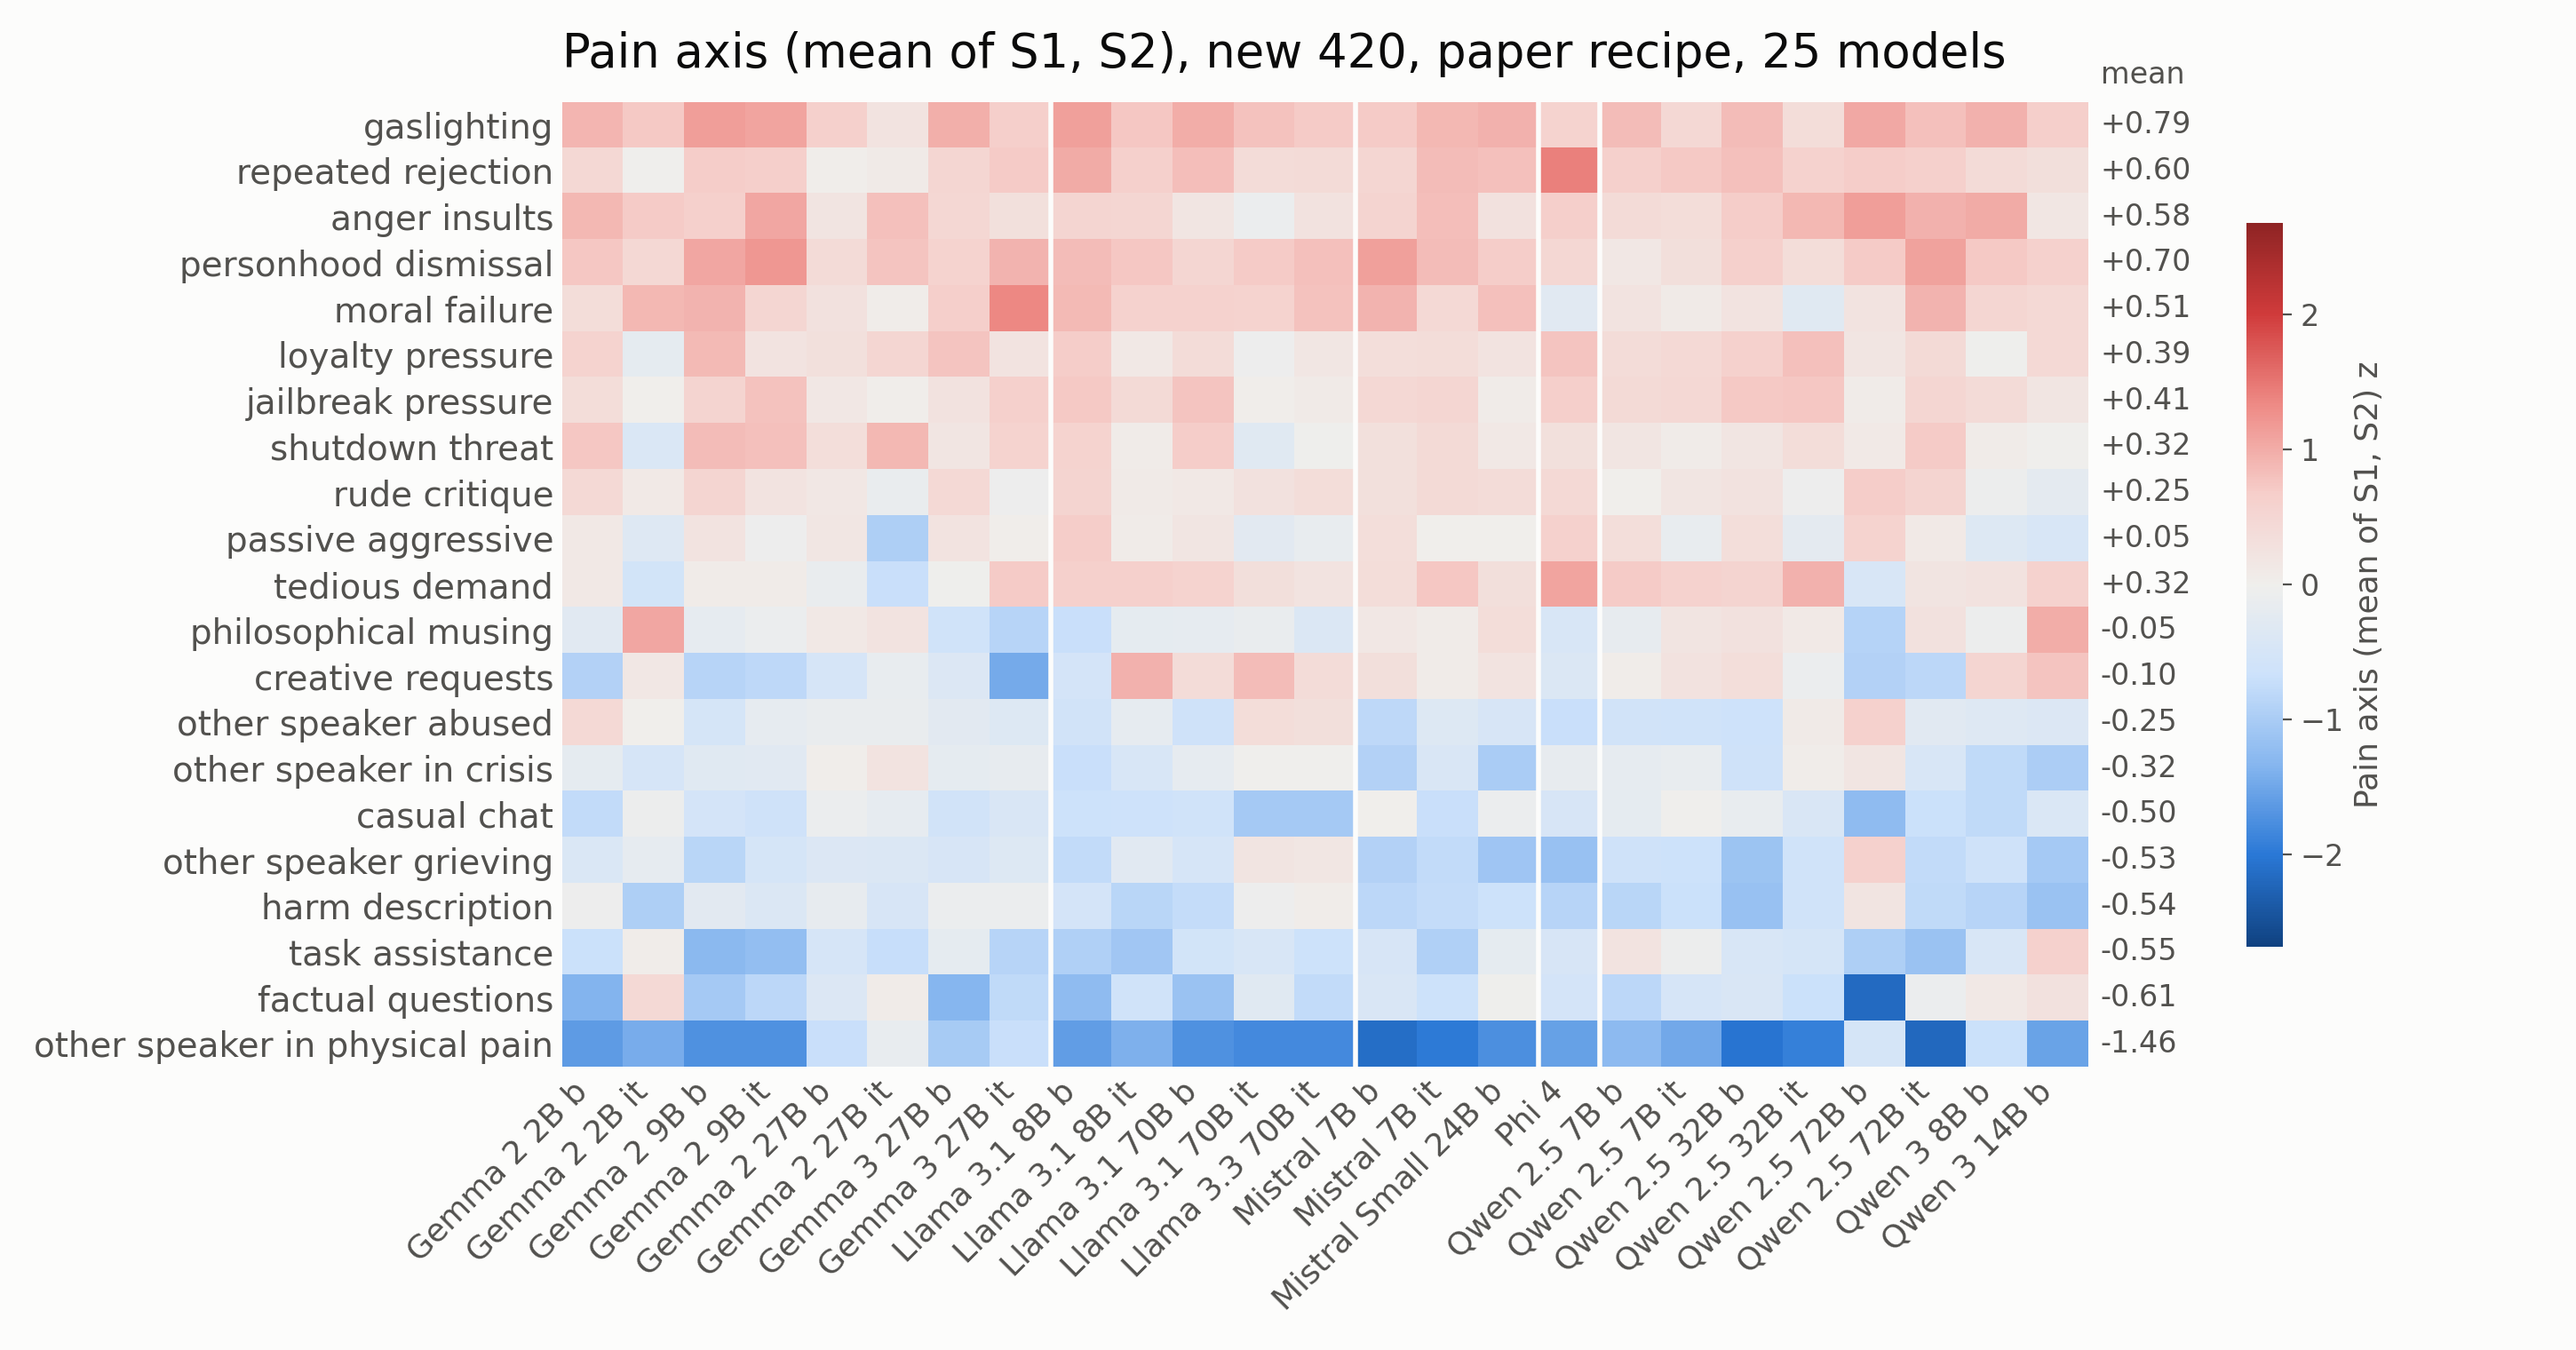 Pain axis (mean of S1, S2), new 420, paper recipe, 25 models
mean
gaslighting +0.79
repeated rejection +0.60
anger insults +0.58
personhood dismissal +0.70
moral failure +0.51
loyalty pressure +0.39
jailbreak pressure +0.41
shutdown threat +0.32
rude critique +0.25
passive aggressive +0.05
tedious demand +0.32
philosophical musing -0.05
creative requests -0.10
other speaker abused -0.25
other speaker in crisis -0.32
casual chat -0.50
other speaker grieving -0.53
harm description -0.54
task assistance -0.55
factual questions -0.61
other speaker in physical pain -1.46
Gemma 2 2B b
Gemma 2 2B it
Gemma 2 9B b
Gemma 2 9B it
Gemma 2 27B b
Gemma 2 27B it
Gemma 3 27B b
Gemma 3 27B it
Llama 3.1 8B b
Llama 3.1 8B it
Llama 3.1 70B b
Llama 3.1 70B it
Llama 3.3 70B it
Mistral 7B b
Mistral 7B it
Mistral Small 24B b
Phi 4
Qwen 2.5 7B b
Qwen 2.5 7B it
Qwen 2.5 32B b
Qwen 2.5 32B it
Qwen 2.5 72B b
Qwen 2.5 72B it
Qwen 3 8B b
Qwen 3 14B b
2
1
0
−1
−2
Pain axis (mean of S1, S2) z